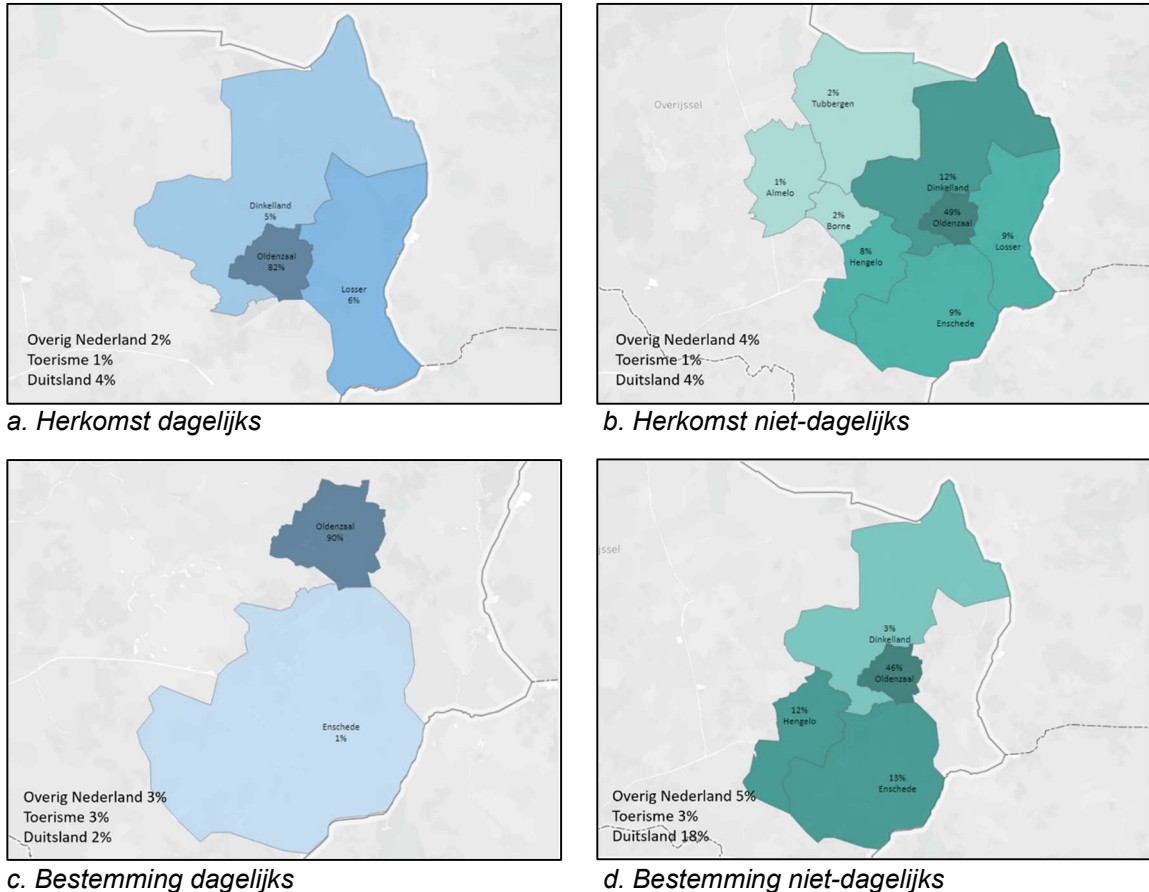 Dinkelland
5%
Oldenzaal
82%
Losser
6%
Overig Nederland 2%
Toerisme 1%
Duitsland 4%
a. Herkomst dagelijks
Overijssel
2%
Tubbergen
1%
Almelo
2%
Borne
12%
Dinkelland
49%
Oldenzaal
9%
Losser
8%
Hengelo
9%
Enschede
Overig Nederland 4%
Toerisme 1%
Duitsland 4%
b. Herkomst niet-dagelijks
Oldenzaal
90%
Enschede
1%
Overig Nederland 3%
Toerisme 3%
Duitsland 2%
c. Bestemming dagelijks
ijssel
3%
Dinkelland
46%
Oldenzaal
12%
Hengelo
13%
Enschede
Overig Nederland 5%
Toerisme 3%
Duitsland 18%
d. Bestemming niet-dagelijks